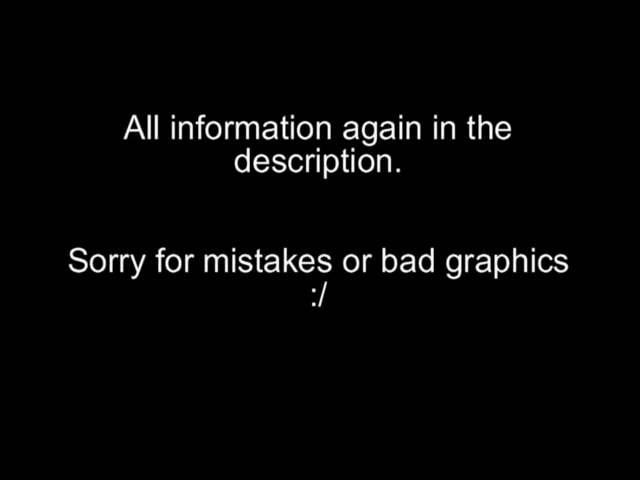 All information again in the
description.
Sorry for mistakes or bad graphics
:/